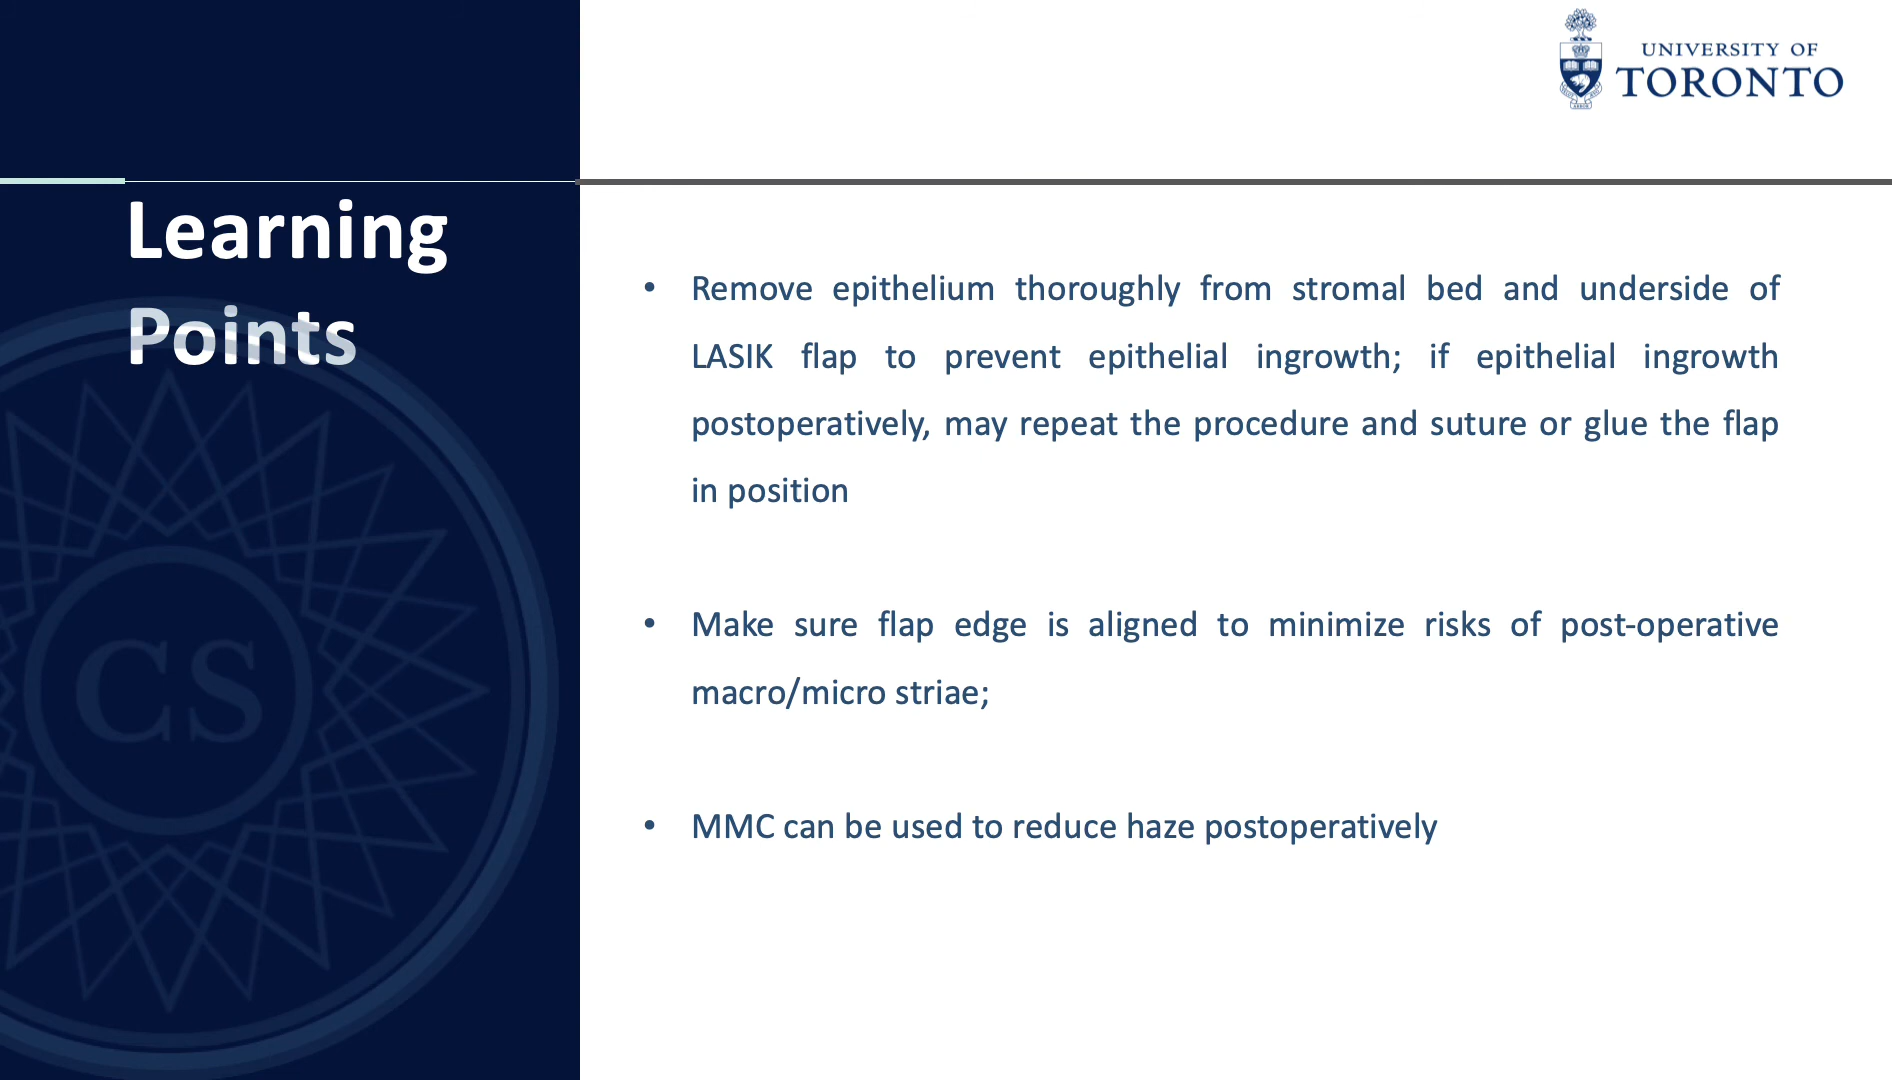 UNIVERSITY OF
TORONTO
Learning
Points
• Remove epithelium thoroughly from stromal bed and underside of
LASIK flap to prevent epithelial ingrowth; if epithelial ingrowth
postoperatively, may repeat the procedure and suture or glue the flap
in position
• Make sure flap edge is aligned to minimize risks of post-operative
macro/micro striae;
• MMC can be used to reduce haze postoperatively
CS